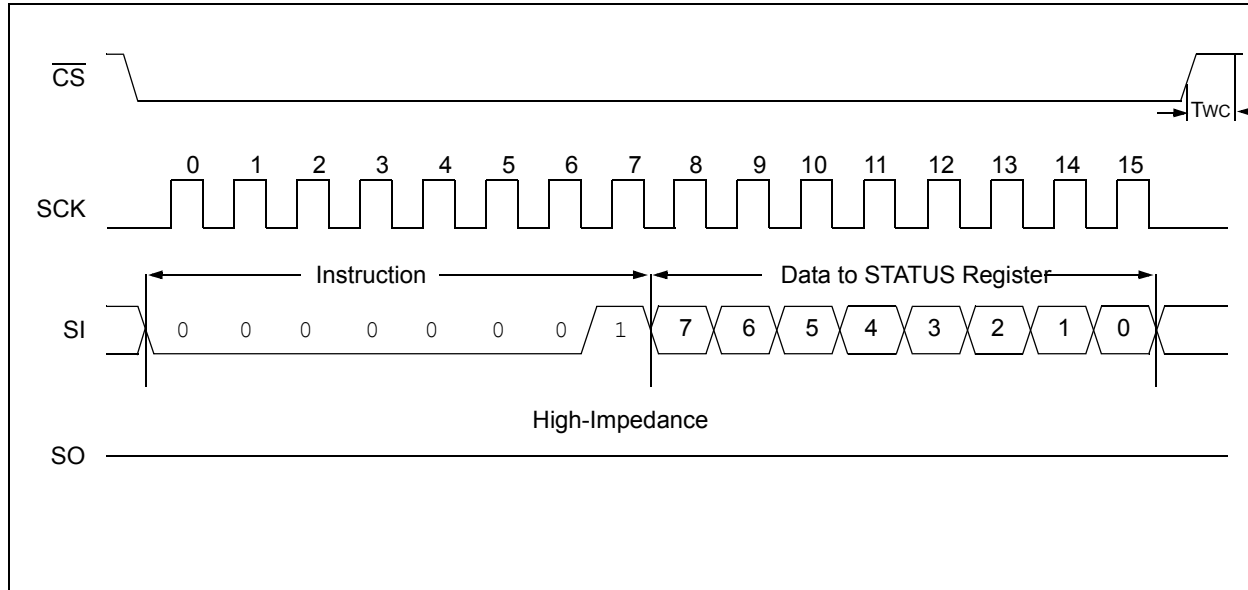 CS
TWC
0 1 2 3 4 5 6 7 8 9 10 11 12 13 14 15
SCK
Instruction Data to STATUS Register
SI 0 0 0 0 0 0 0 1 7 6 5 4 3 2 1 0
High-Impedance
SO